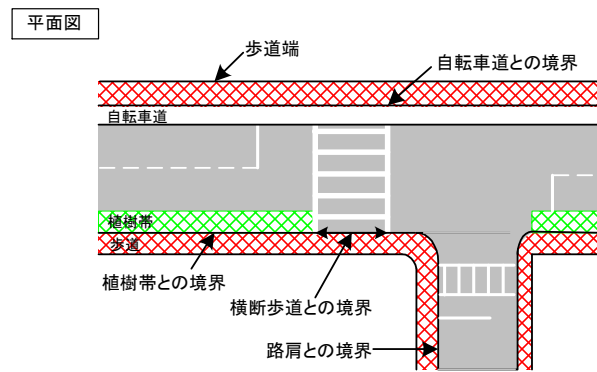 平面図
歩道端
自転車道との境界
自転車道
植樹帯
歩道
植樹帯との境界
横断歩道との境界
路肩との境界